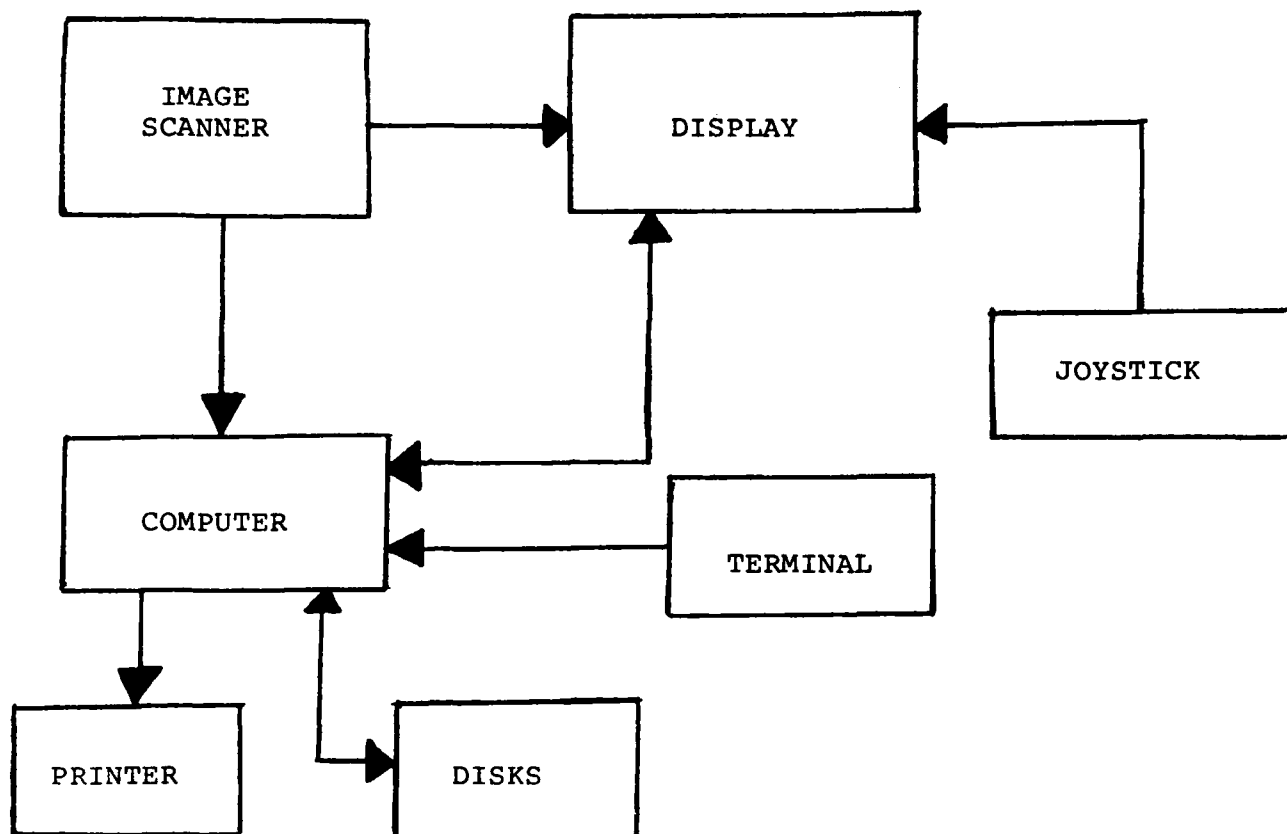 IMAGE
SCANNER
DISPLAY
JOYSTICK
COMPUTER
TERMINAL
PRINTER
DISKS